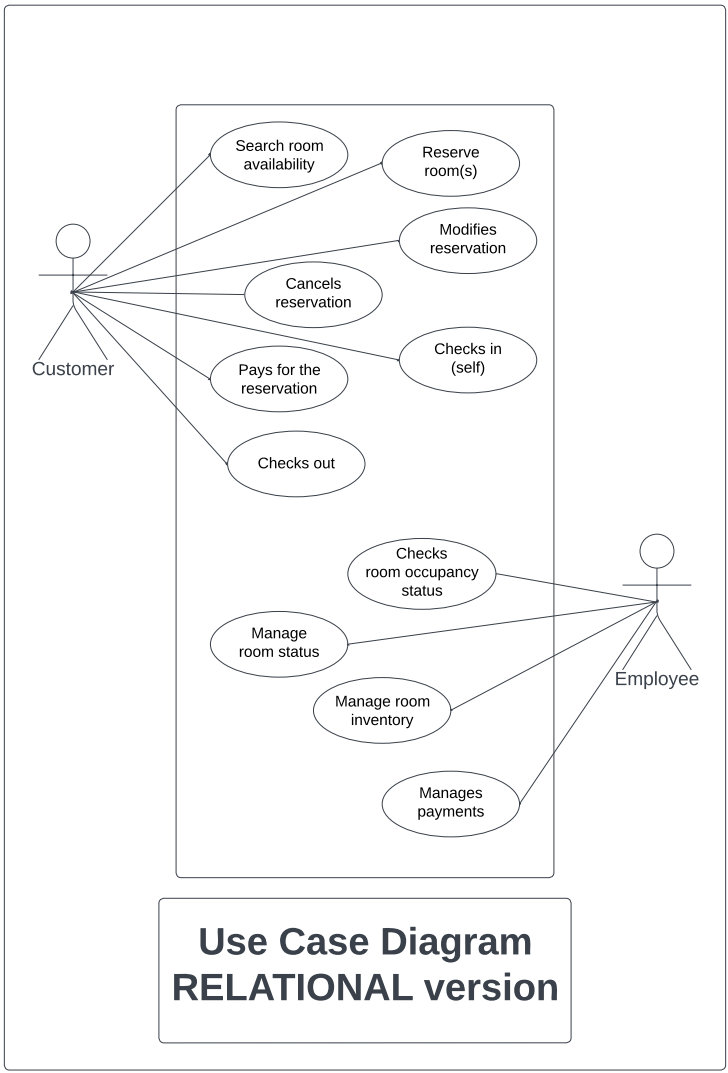 Search room
availability
Reserve
room(s)
Modifies
reservation
Cancels
reservation
Checks in
(self)
Customer
Pays for the
reservation
Checks out
Checks
room occupancy
status
Manage
room status
Employee
Manage room
inventory
Manages
payments
Use Case Diagram
RELATIONAL version